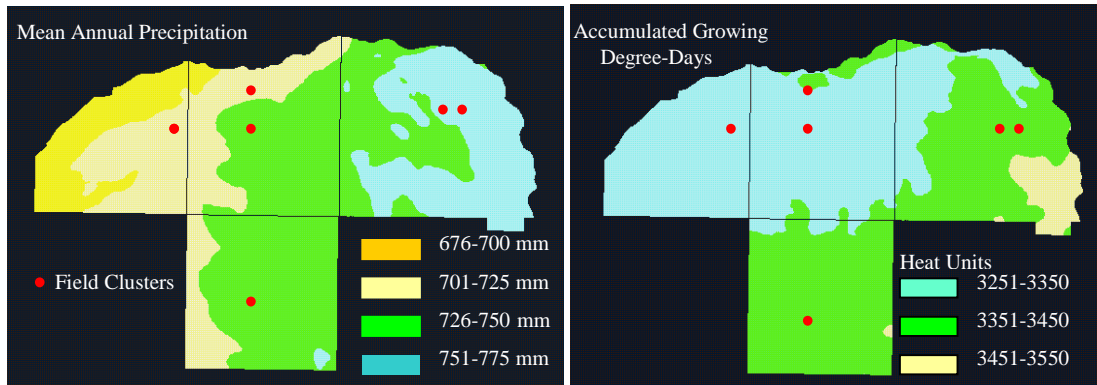 Mean Annual Precipitation
Field Clusters
676-700 mm
701-725 mm
726-750 mm
751-775 mm
Accumulated Growing
Degree-Days
Heat Units
3251-3350
3351-3450
3451-3550